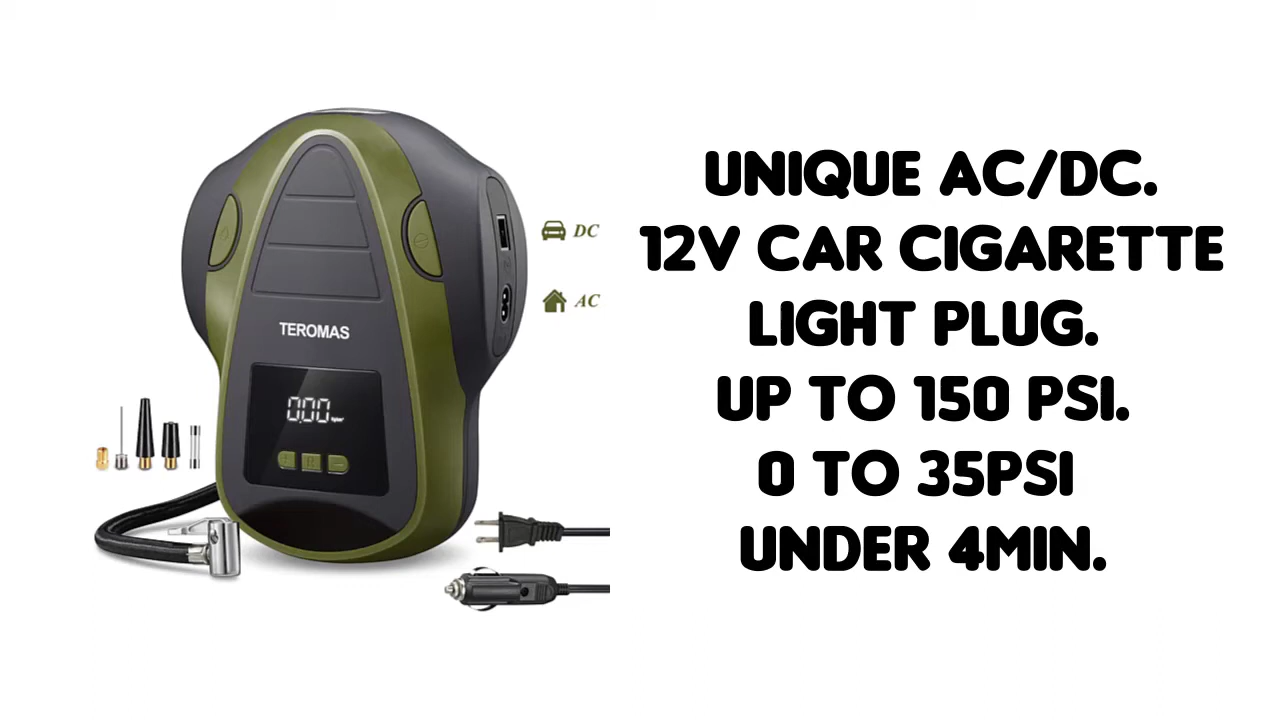 UNIQUE AC/DC.
12V CAR CIGARETTE
LIGHT PLUG.
UP TO 150 PSI.
0 TO 35PSI
UNDER 4MIN.
DC
AC
TEROMAS
0.00
+ R −